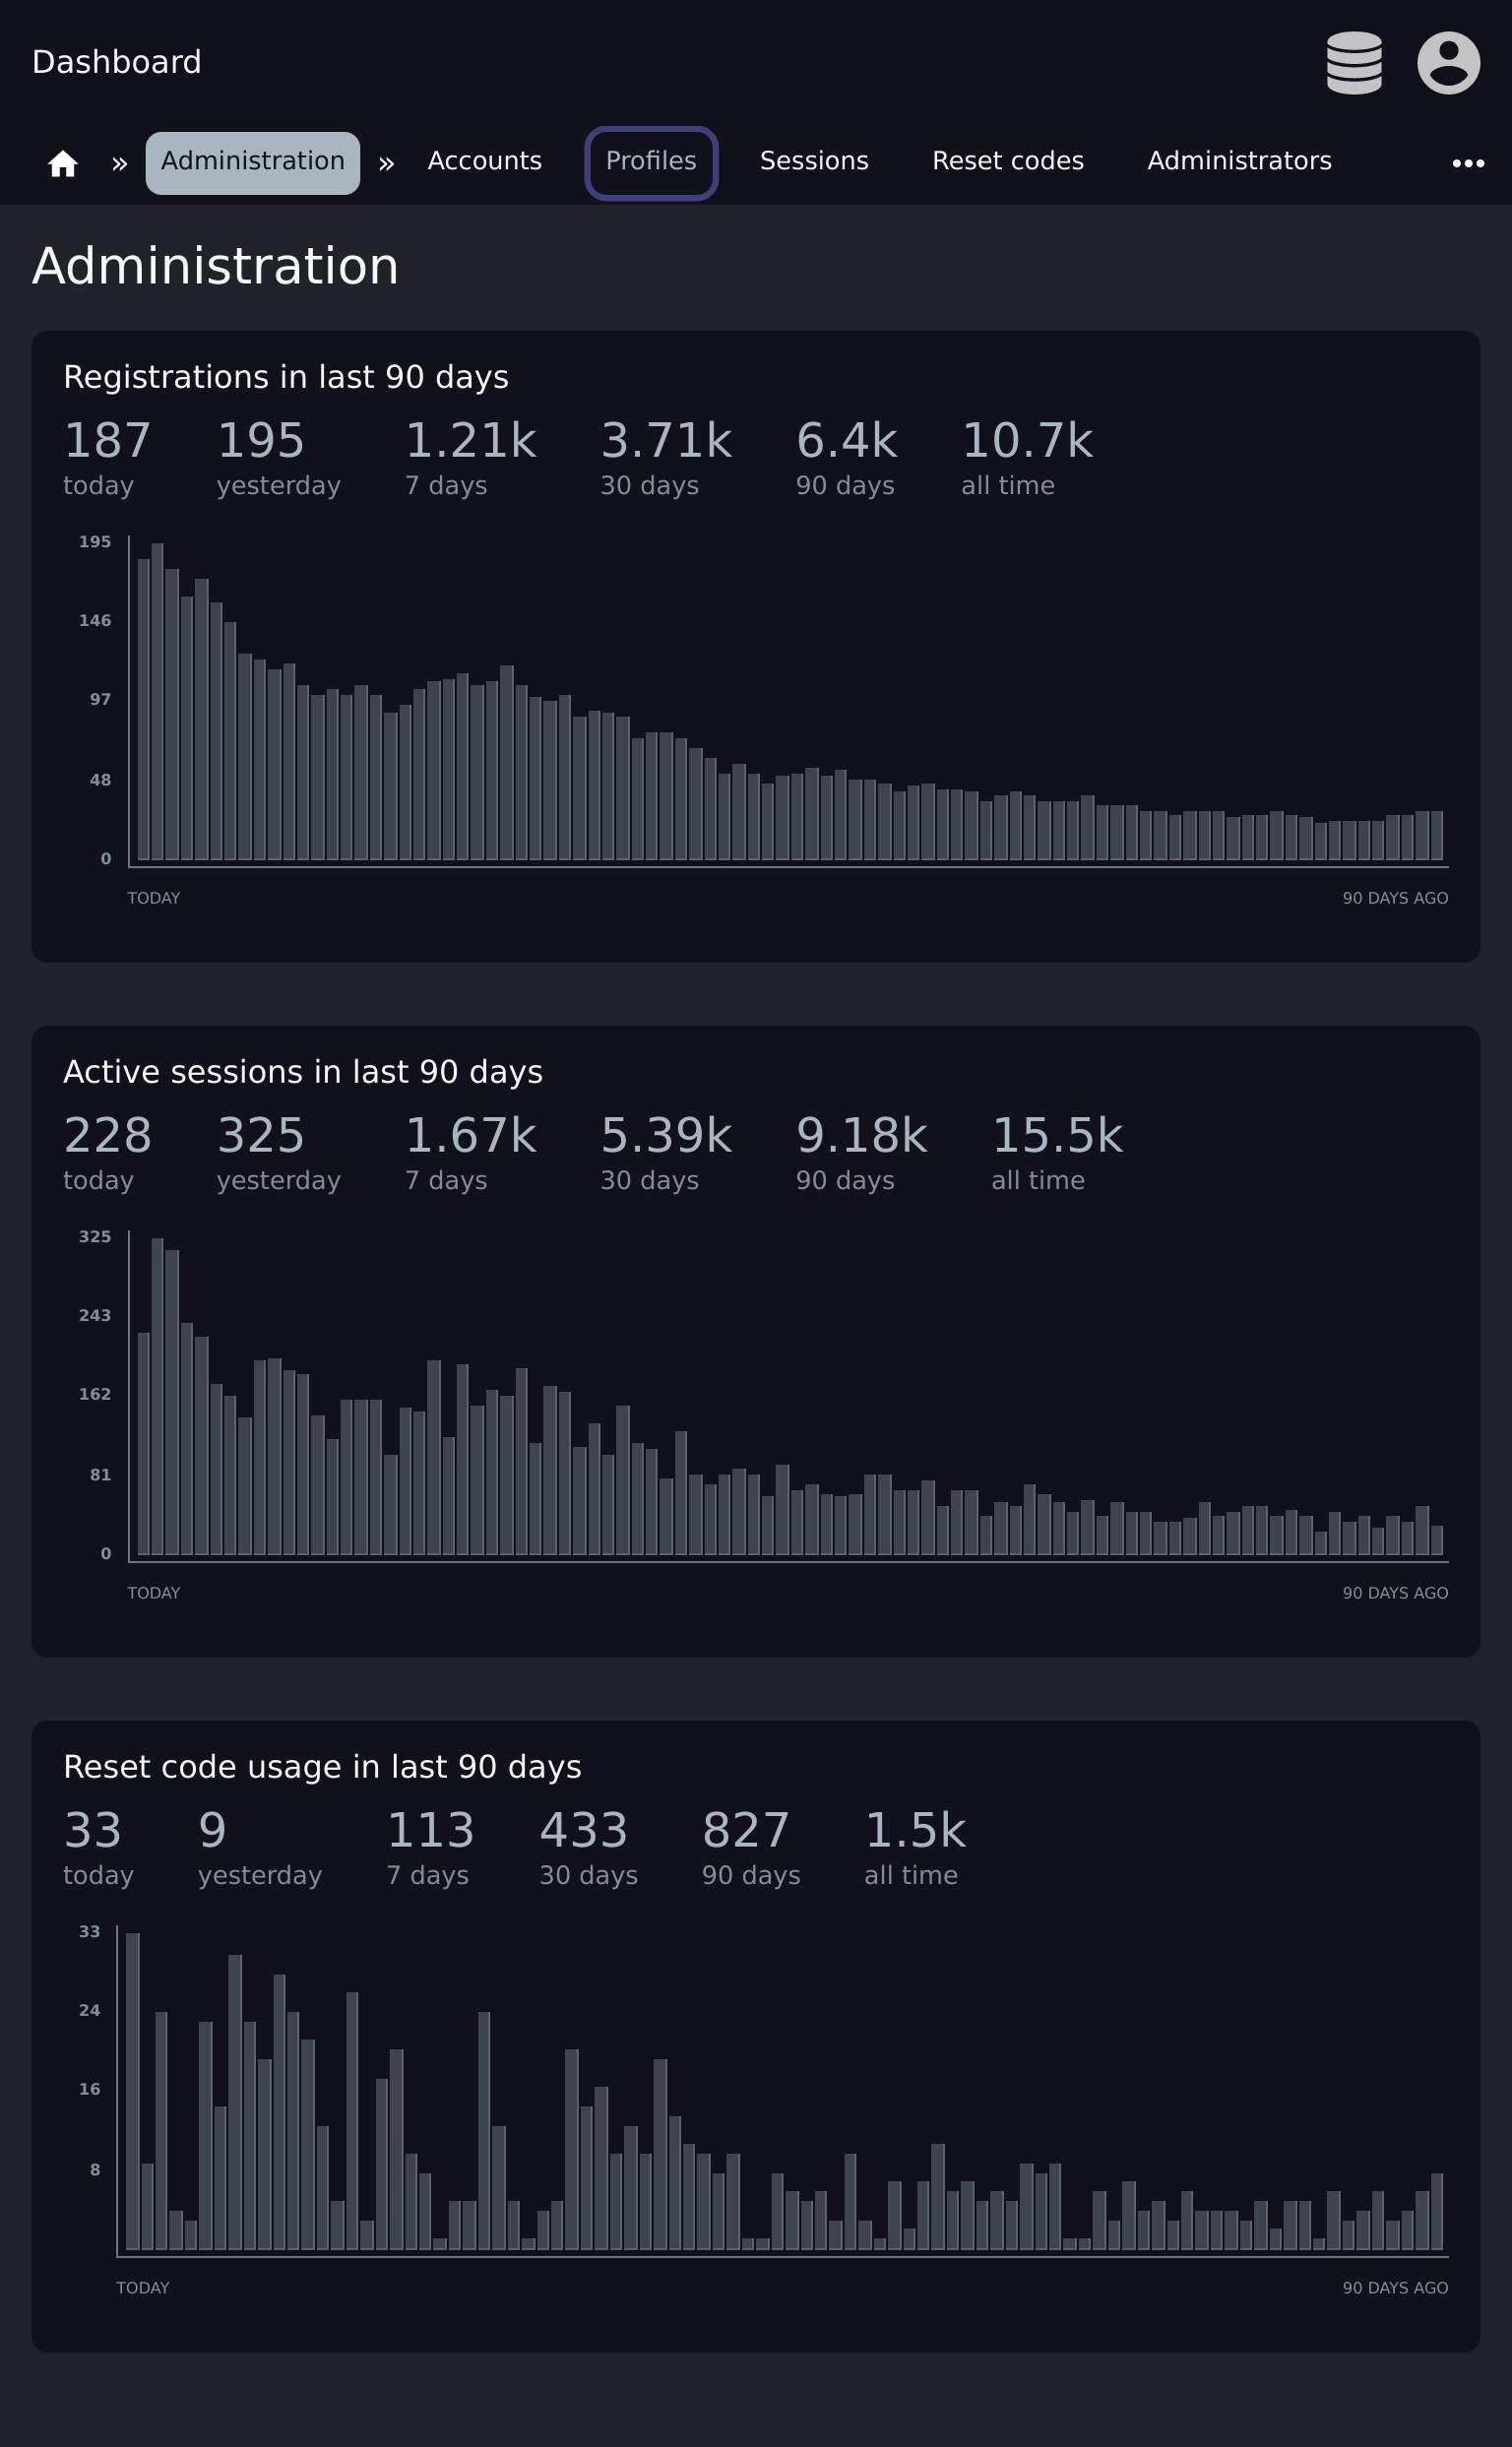 Dashboard
» Administration » Accounts Profiles Sessions Reset codes Administrators •••
Administration
Registrations in last 90 days
187 195 1.21k 3.71k 6.4k 10.7k
today yesterday 7 days 30 days 90 days all time
195
146
97
48
0
TODAY 90 DAYS AGO
Active sessions in last 90 days
228 325 1.67k 5.39k 9.18k 15.5k
today yesterday 7 days 30 days 90 days all time
325
243
162
81
0
TODAY 90 DAYS AGO
Reset code usage in last 90 days
33 9 113 433 827 1.5k
today yesterday 7 days 30 days 90 days all time
33
24
16
8
TODAY 90 DAYS AGO